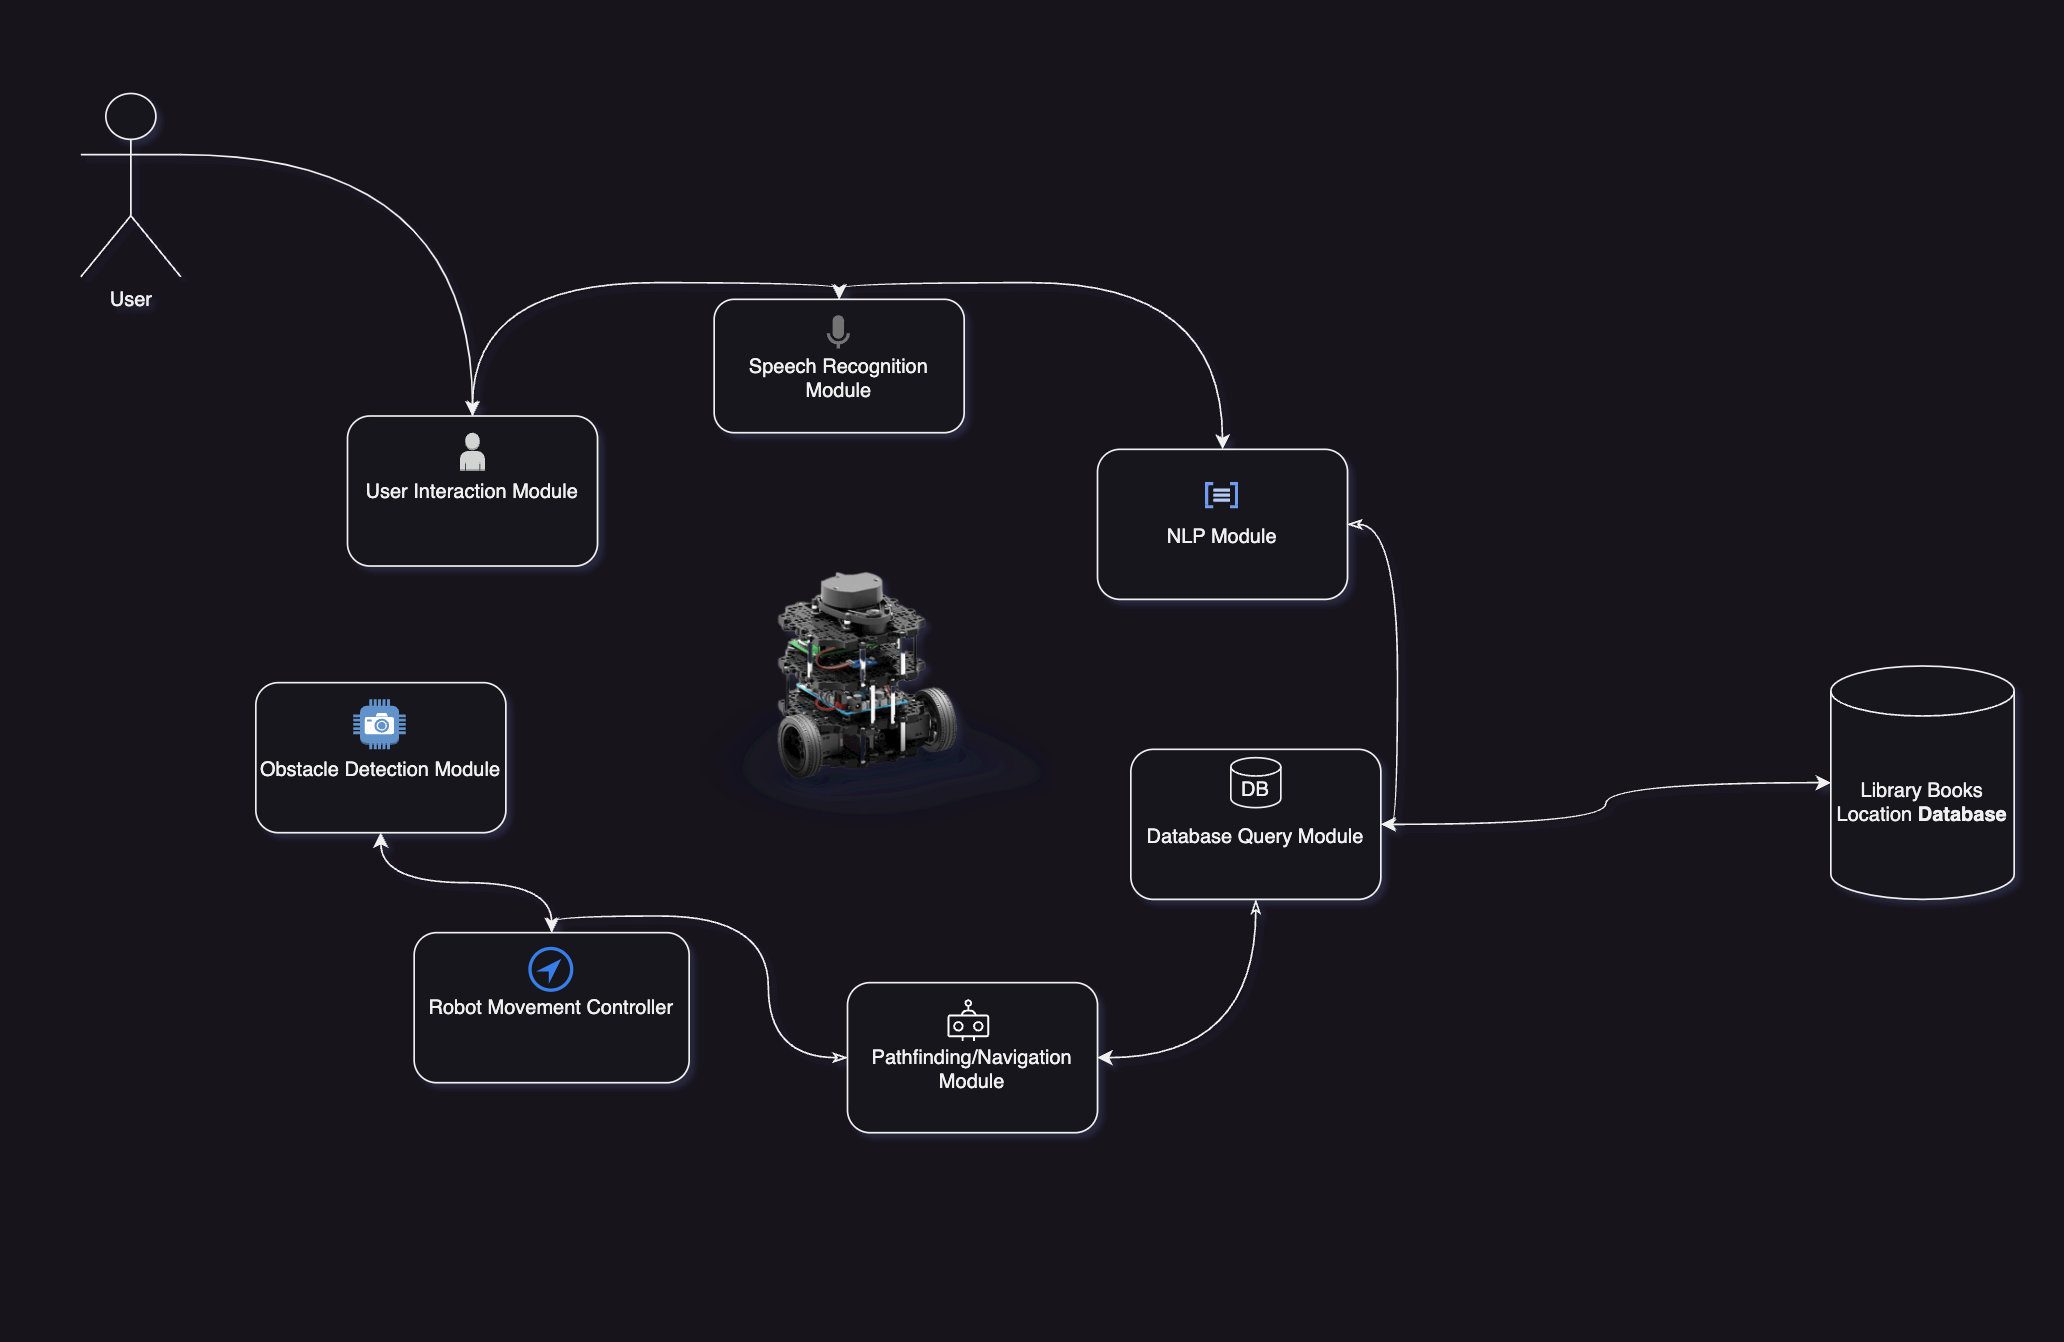 User
Speech Recognition
Module
User Interaction Module
NLP Module
Obstacle Detection Module
DB
Database Query Module
Library Books
Location Database
Robot Movement Controller
Pathfinding/Navigation
Module